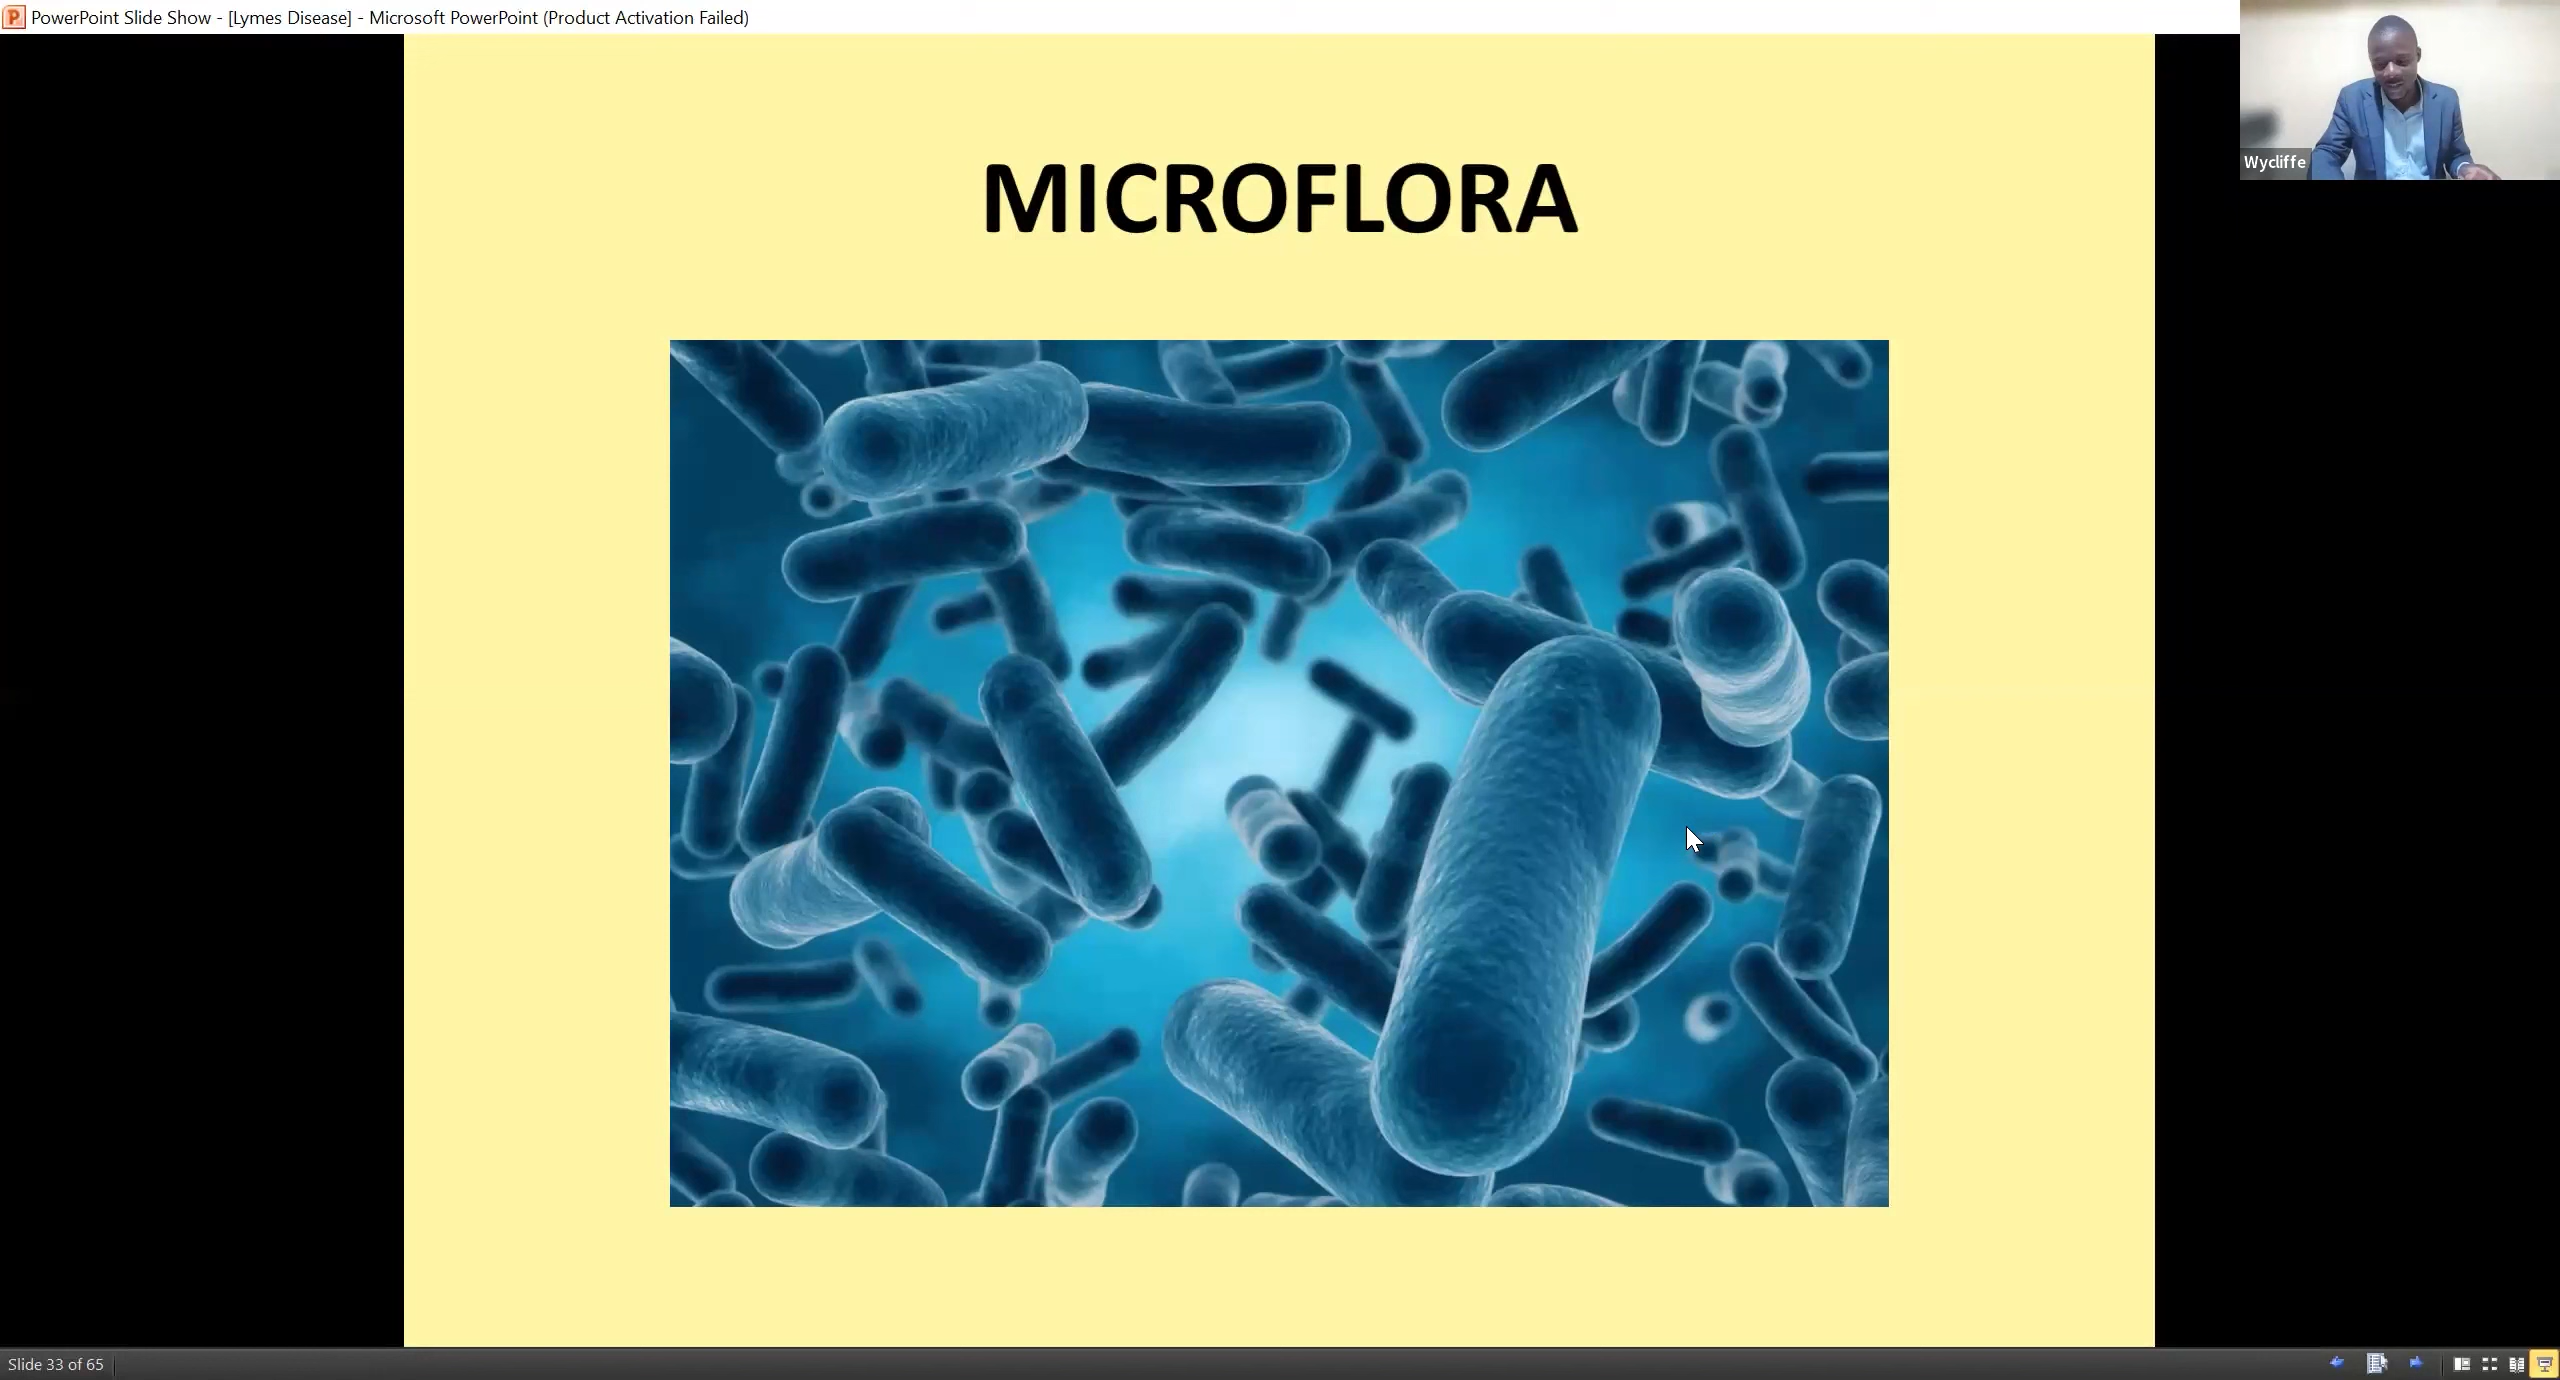 PowerPoint Slide Show - [Lymes Disease] - Microsoft PowerPoint (Product Activation Failed)
Wycliffe
MICROFLORA
Slide 33 of 65